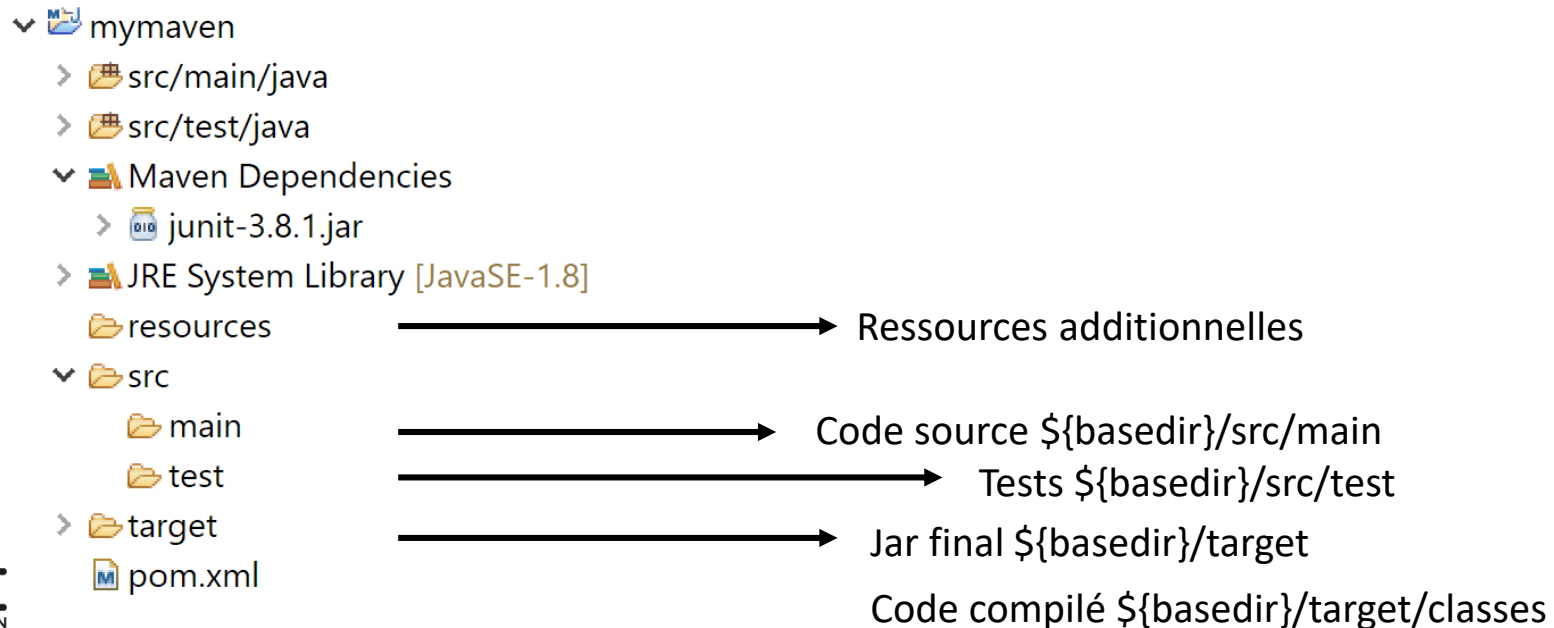 mymaven
src/main/java
src/test/java
Maven Dependencies
junit-3.8.1.jar
JRE System Library [JavaSE-1.8]
resources Ressources additionnelles
src
main Code source ${basedir}/src/main
test Tests ${basedir}/src/test
target Jar final ${basedir}/target
pom.xml
Code compilé ${basedir}/target/classes